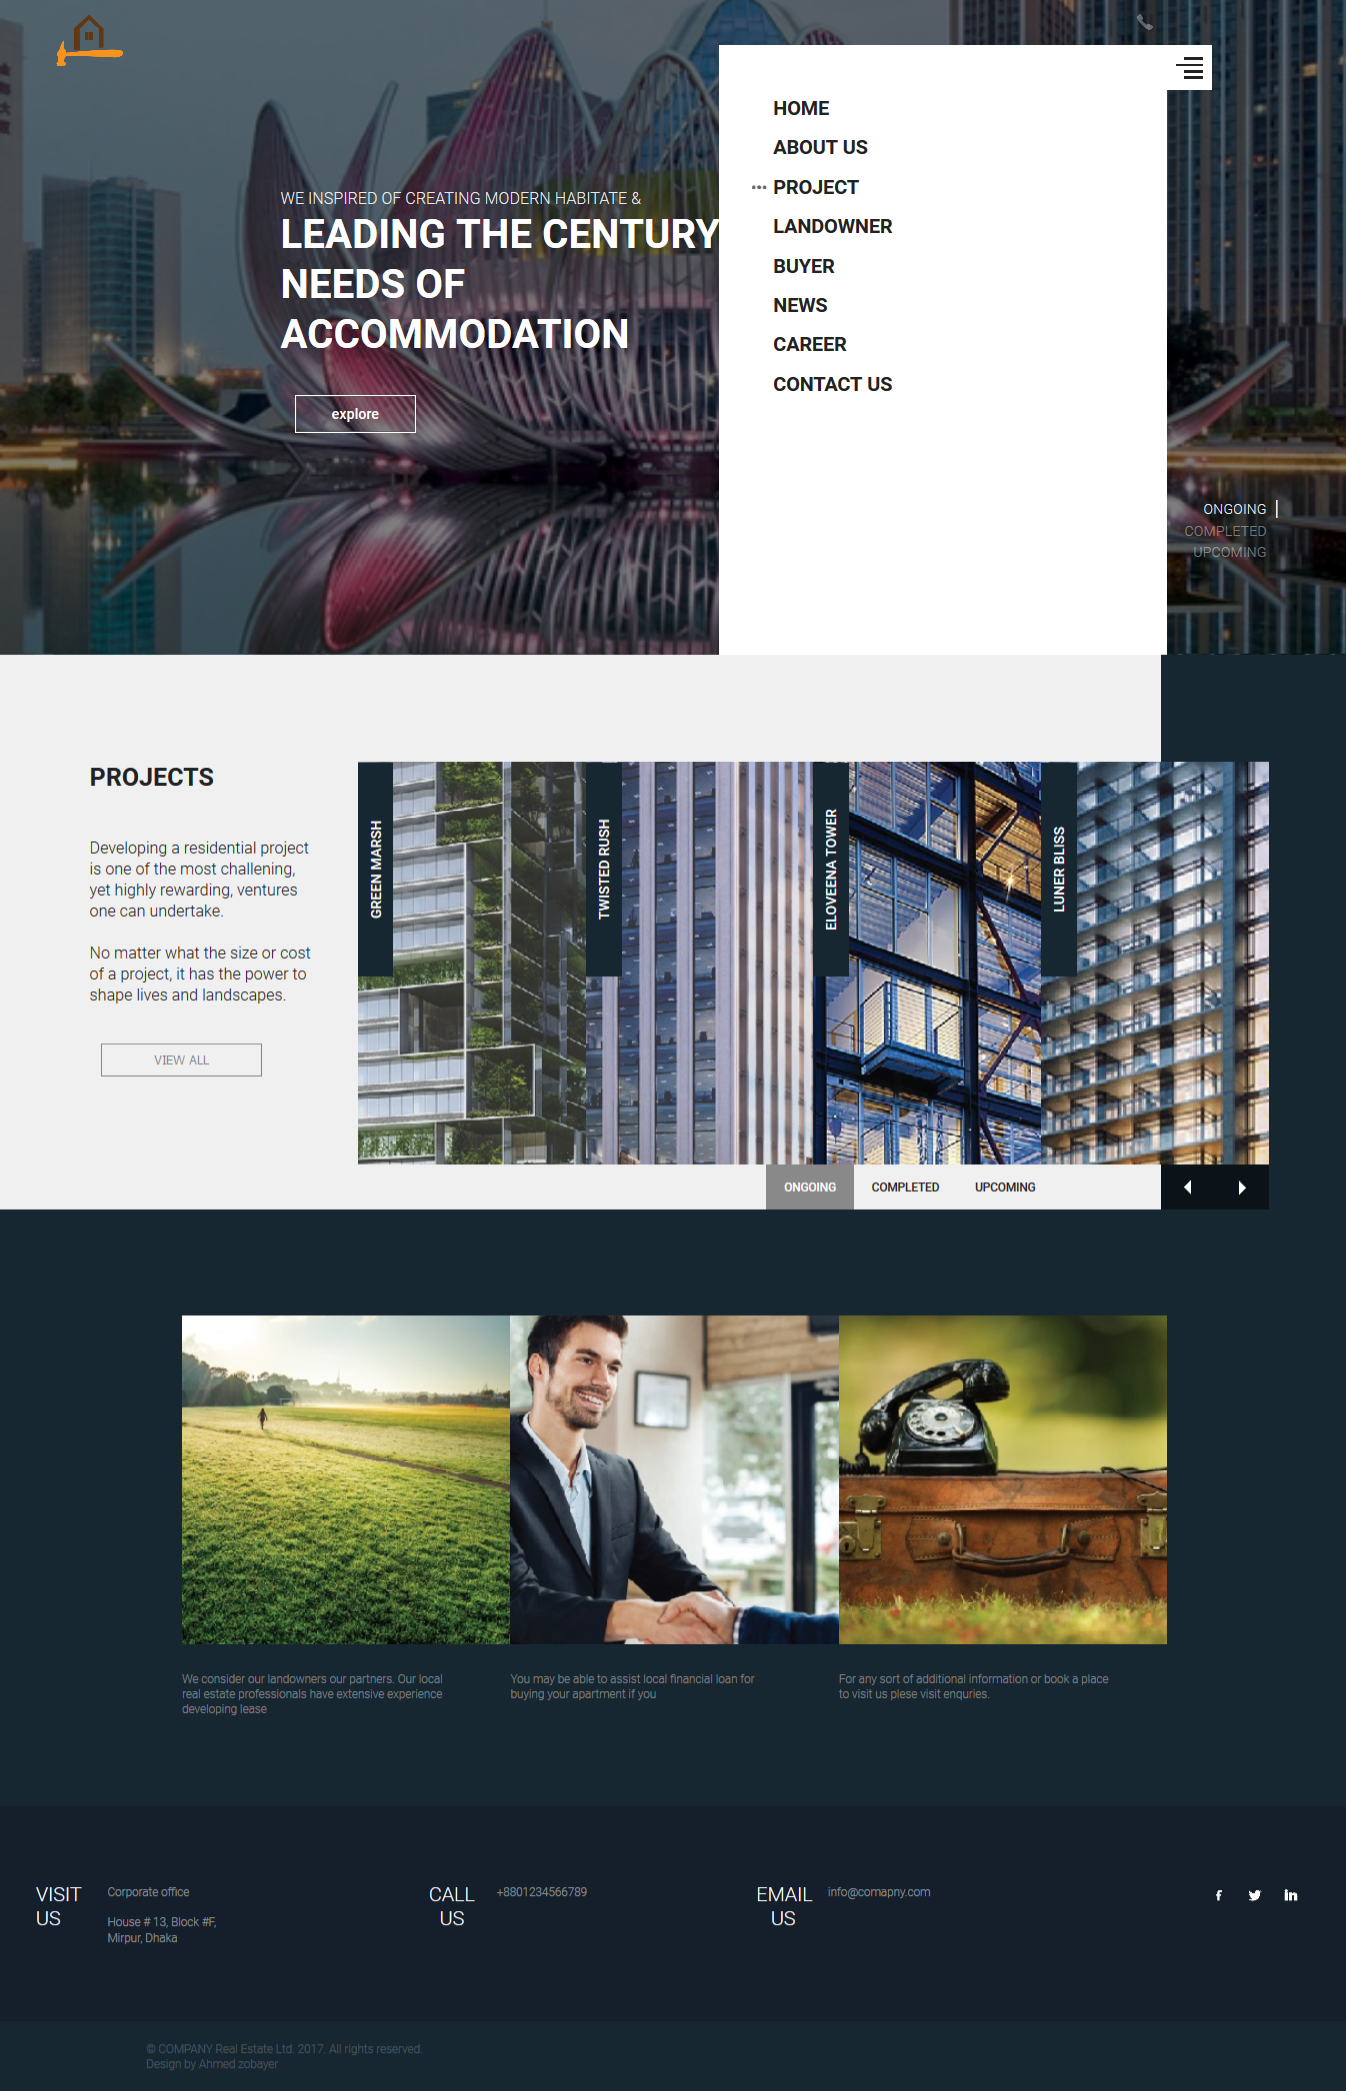 HOME
ABOUT US
PROJECT
LANDOWNER
BUYER
NEWS
CAREER
CONTACT US
WE INSPIRED OF CREATING MODERN HABITATE &
LEADING THE CENTURY
NEEDS OF
ACCOMMODATION
explore
ONGOING
COMPLETED
UPCOMING
PROJECTS
Developing a residential project
is one of the most challening,
yet highly rewarding, ventures
one can undertake.
No matter what the size or cost
of a project, it has the power to
shape lives and landscapes.
VIEW ALL
GREEN MARSH
TWISTED RUSH
ELOVEENA TOWER
LUNER BLISS
ONGOING
COMPLETED
UPCOMING
We consider our landowners our partners. Our local
real estate professionals have extensive experience
developing lease
You may be able to assist local financial loan for
buying your apartment if you
For any sort of additional information or book a place
to visit us plese visit enquries.
VISIT
US
Corporate office
House # 13, Block #F,
Mirpur, Dhaka
CALL
US
+8801234566789
EMAIL
US
info@comapny.com
© COMPANY Real Estate Ltd. 2017. All rights reserved.
Design by Ahmed zobayer